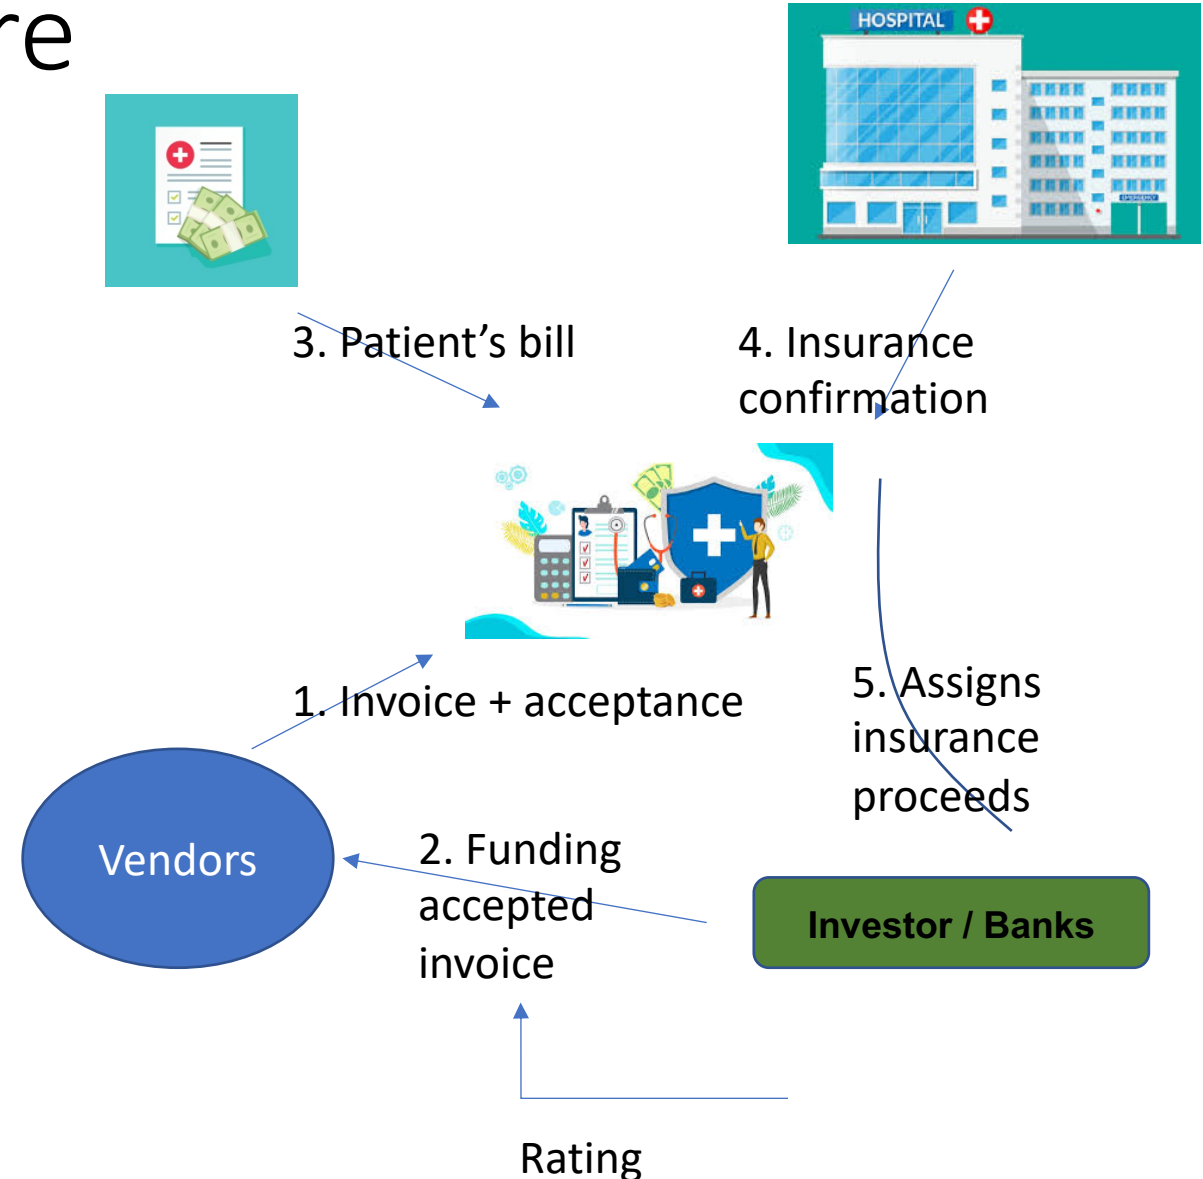 re
HOSPITAL
EMERGENCY
3. Patient’s bill
4. Insurance
confirmation
1. Invoice + acceptance
5. Assigns
insurance
proceeds
Vendors
2. Funding
accepted
invoice
Investor / Banks
Rating